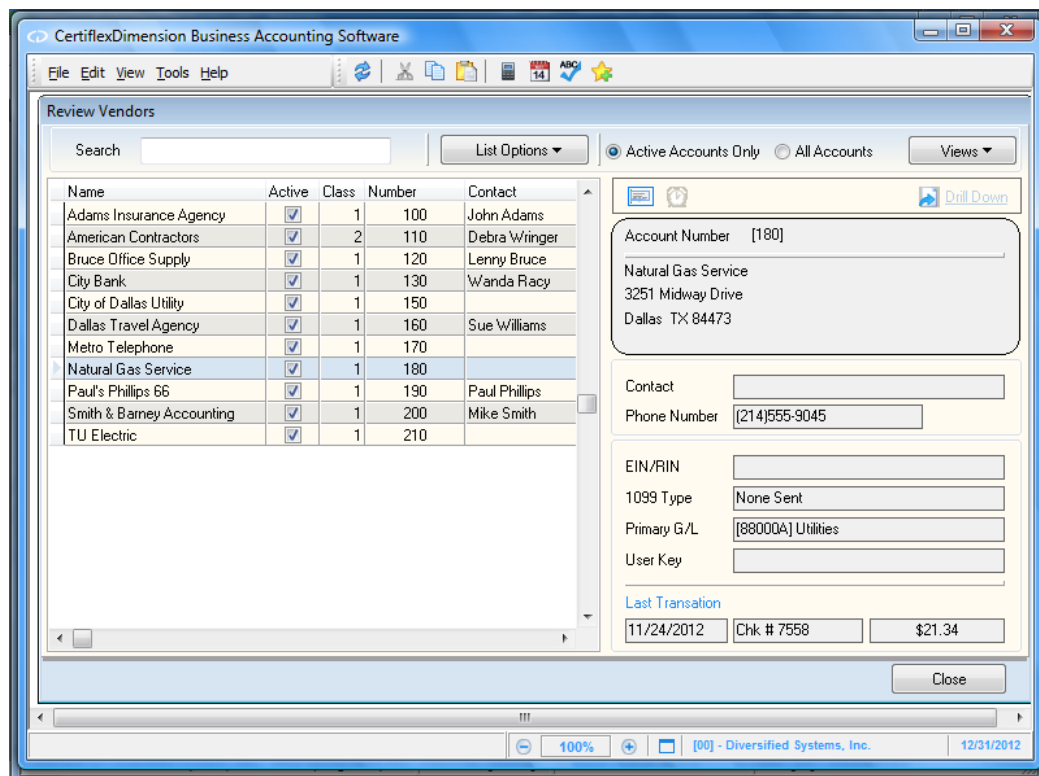 CertiflexDimension Business Accounting Software
File Edit View Tools Help
14 ABC
Review Vendors
Search List Options Active Accounts Only All Accounts Views
Name Active Class Number Contact
Adams Insurance Agency 1 100 John Adams
American Contractors 2 110 Debra Wringer
Bruce Office Supply 1 120 Lenny Bruce
City Bank 1 130 Wanda Racy
City of Dallas Utility 1 150
Dallas Travel Agency 1 160 Sue Williams
Metro Telephone 1 170
Natural Gas Service 1 180
Paul's Phillips 66 1 190 Paul Phillips
Smith & Barney Accounting 1 200 Mike Smith
TU Electric 1 210
Drill Down
Account Number [180]
Natural Gas Service
3251 Midway Drive
Dallas TX 84473
Contact
Phone Number (214)555-9045
EIN/RIN
1099 Type None Sent
Primary G/L [88000A] Utilities
User Key
Last Transation
11/24/2012 Chk # 7558 $21.34
Close
100% [00] - Diversified Systems, Inc. 12/31/2012